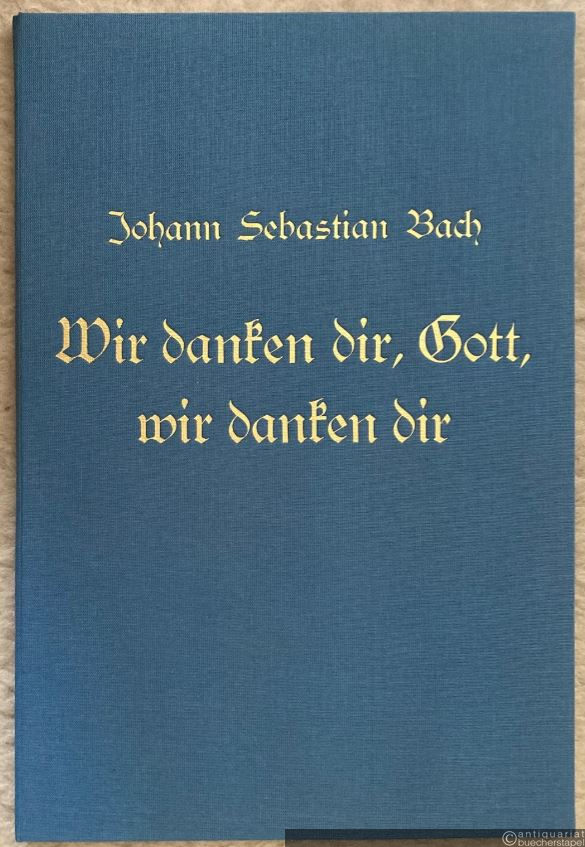 Johann Sebastian Bach
Wir danken dir, Gott,
wir danken dir
©antiquariat
buecherstapel